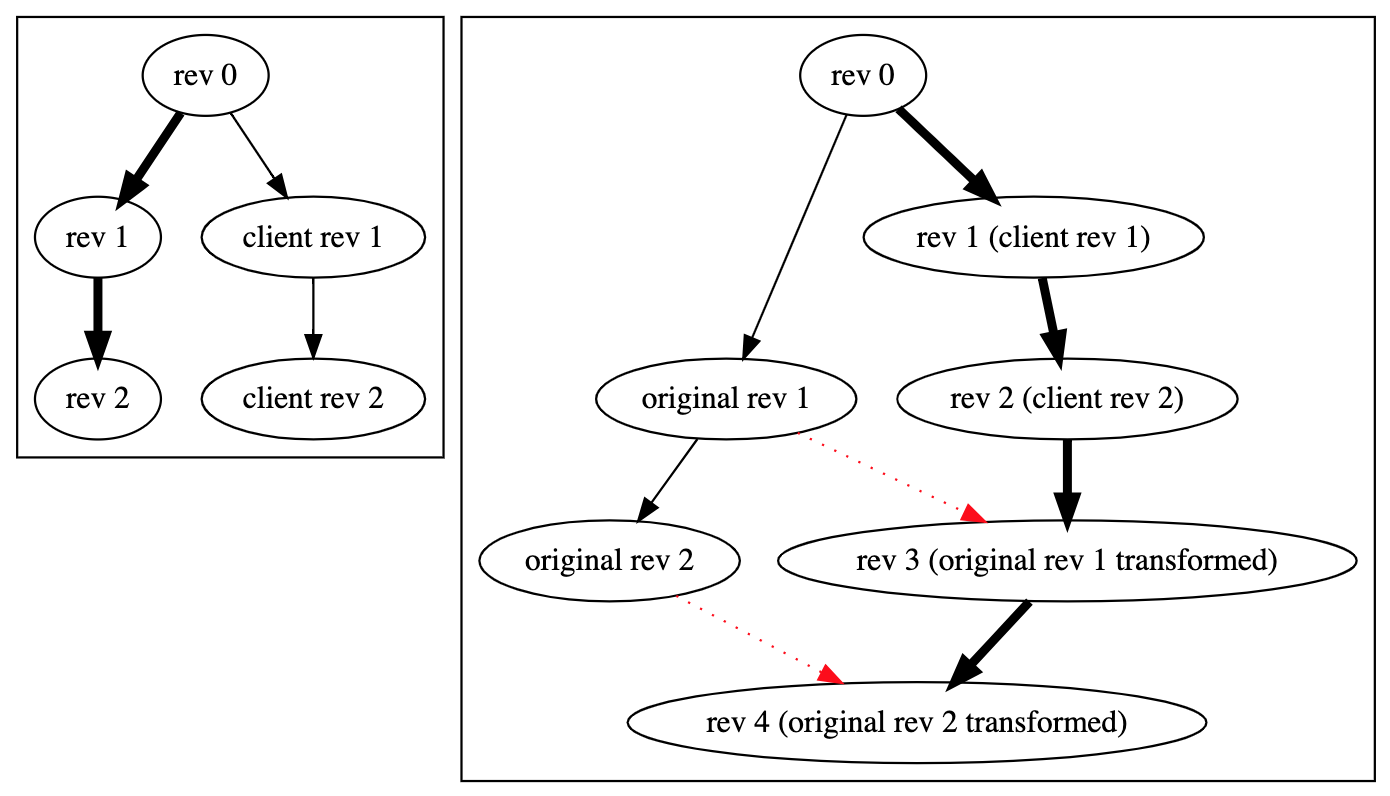 rev 0
rev 1
client rev 1
rev 2
client rev 2
rev 0
rev 1 (client rev 1)
original rev 1
rev 2 (client rev 2)
original rev 2
rev 3 (original rev 1 transformed)
rev 4 (original rev 2 transformed)